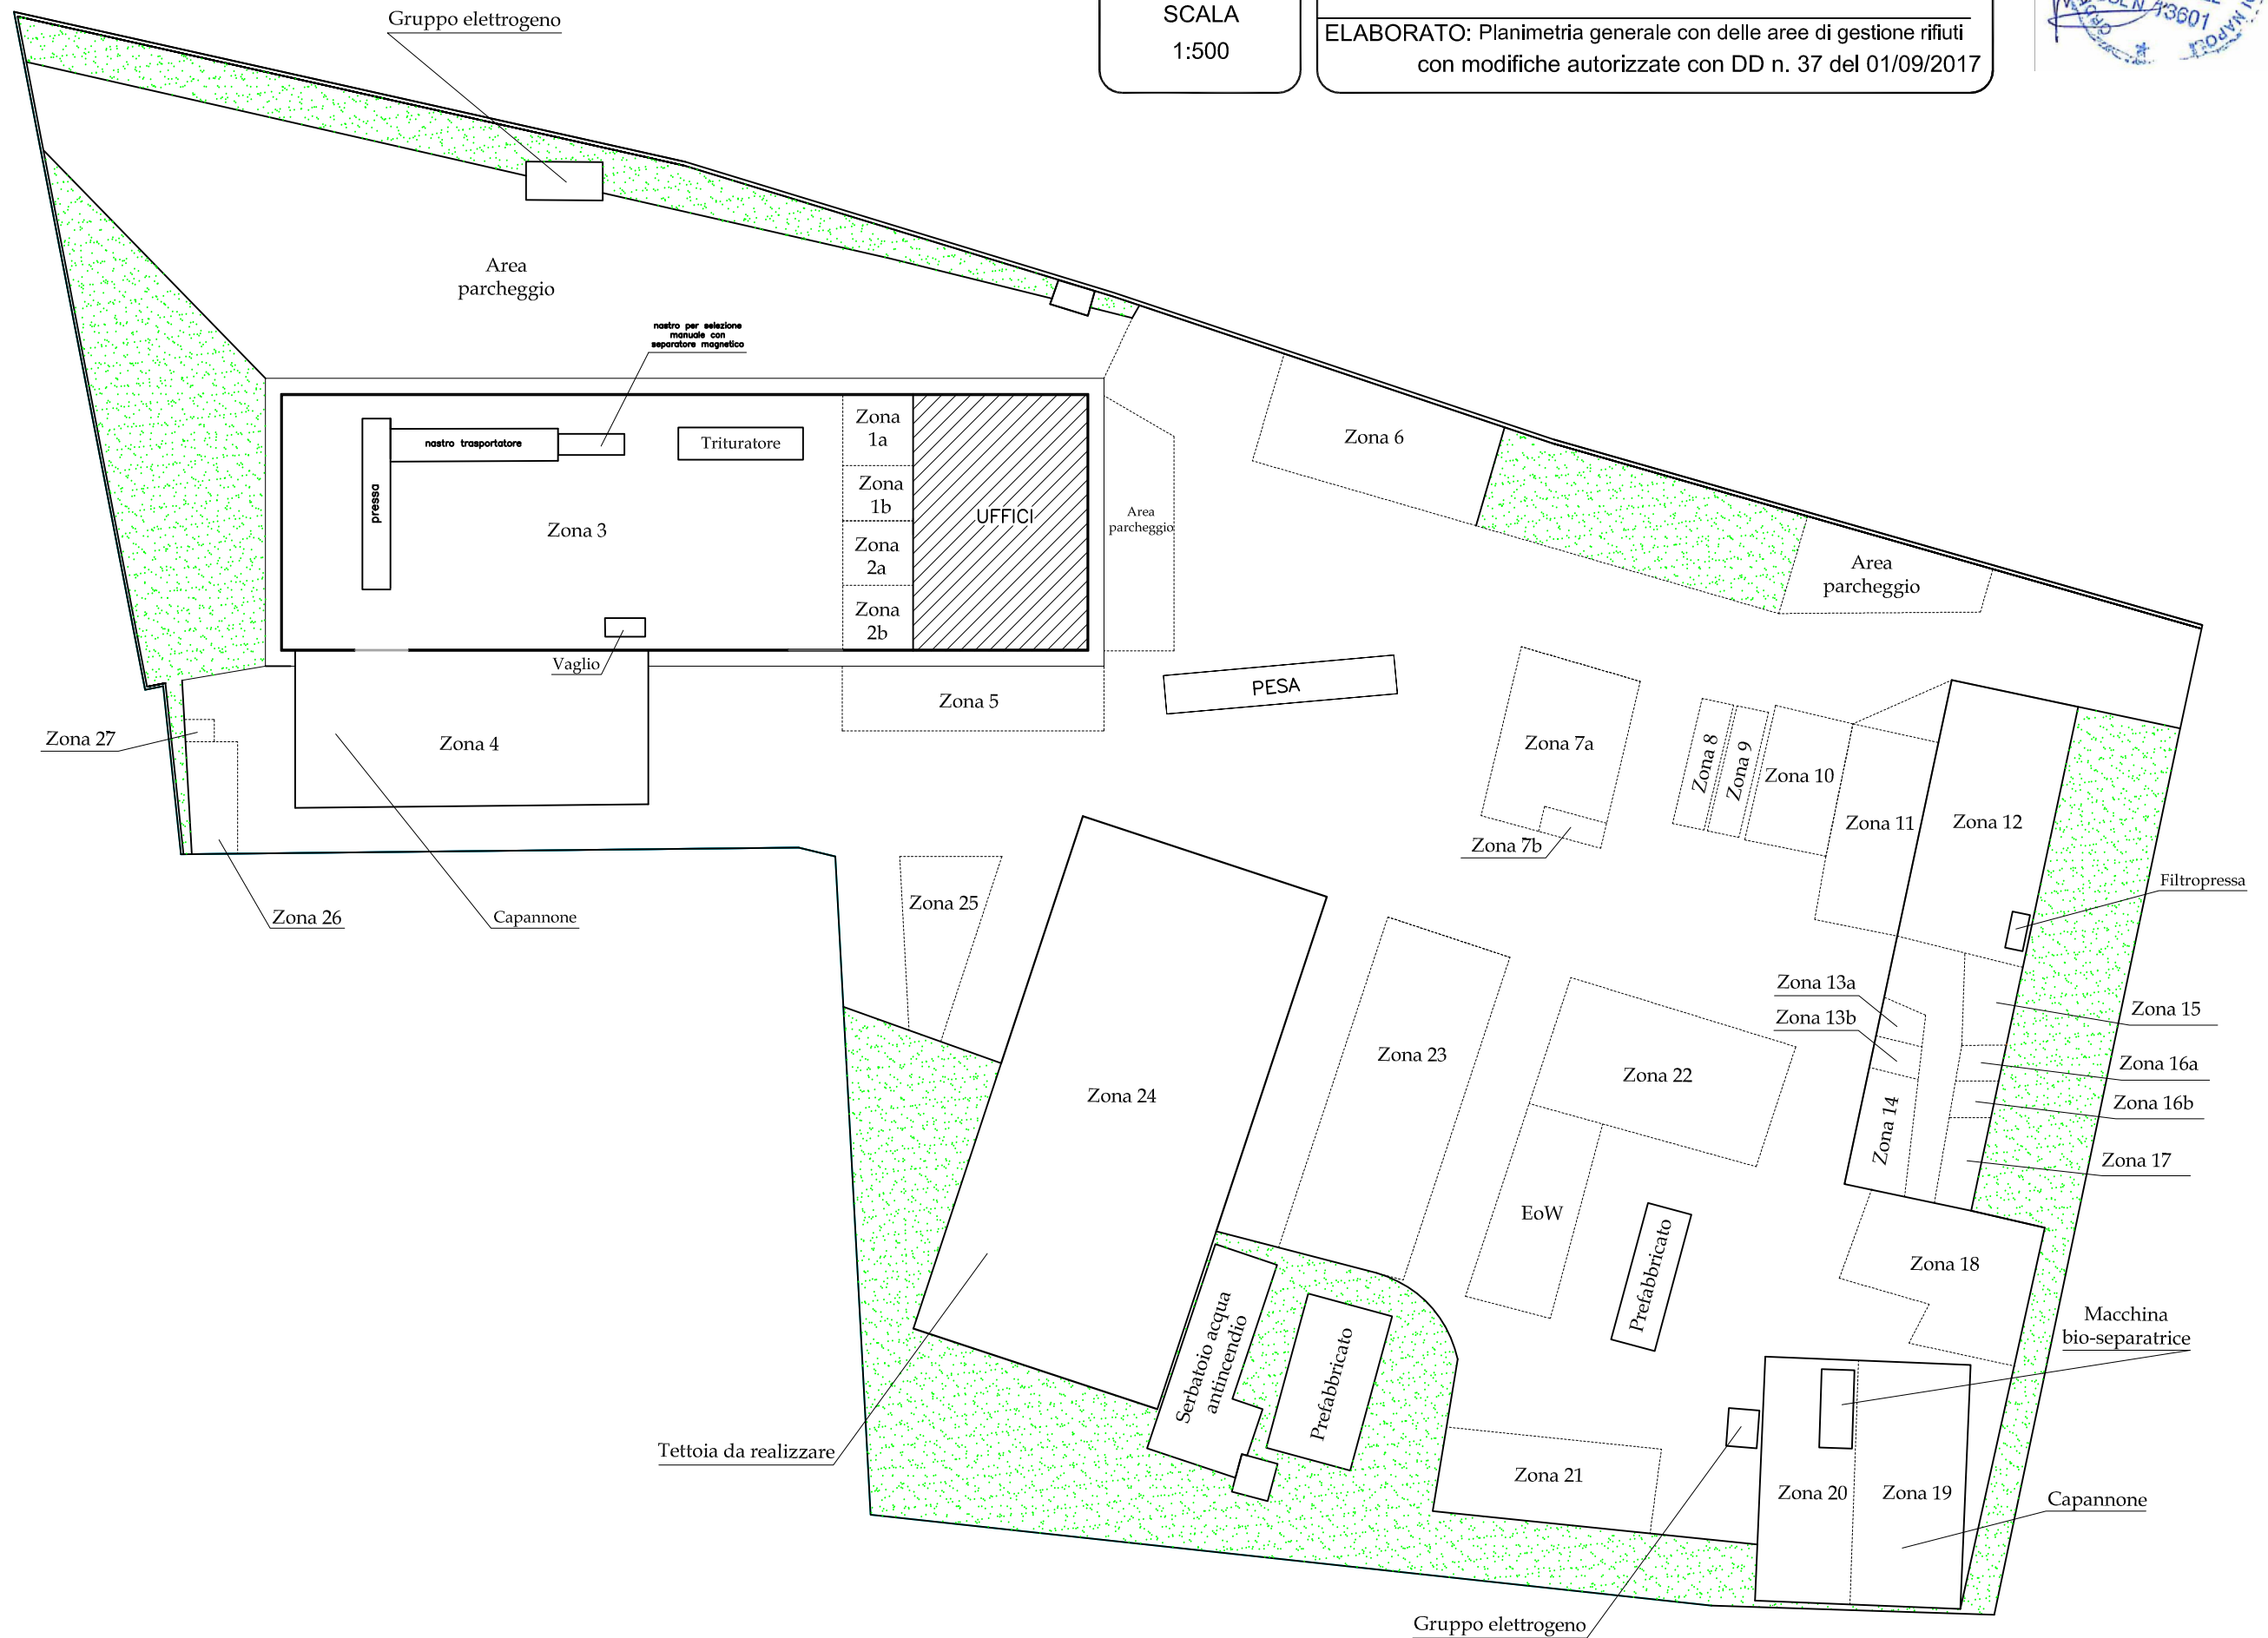 Gruppo elettrogeno
SCALA
1:500
ELABORATO: Planimetria generale con delle aree di gestione rifiuti
con modifiche autorizzate con DD n. 37 del 01/09/2017
13601
Area
parcheggio
nastro per selezione
manuale con
separatore magnetico
nastro trasportatore
Trituratore
pressa
Zona 3
Zona
1a
Zona
1b
Zona
2a
Zona
2b
UFFICI
Area
parcheggio
Zona 6
Area
parcheggio
Vaglio
Zona 5
PESA
Zona 4
Zona 27
Zona 26
Capannone
Zona 7a
Zona 7b
Zona 8
Zona 9
Zona 10
Zona 11
Zona 12
Filtropressa
Zona 25
Zona 24
Zona 23
Zona 22
Zona 13a
Zona 13b
Zona 14
Zona 15
Zona 16a
Zona 16b
Zona 17
EoW
Prefabbricato
Zona 18
Macchina
bio-separatrice
Serbatoio acqua
antincendio
Prefabbricato
Tettoia da realizzare
Zona 21
Zona 20
Zona 19
Capannone
Gruppo elettrogeno